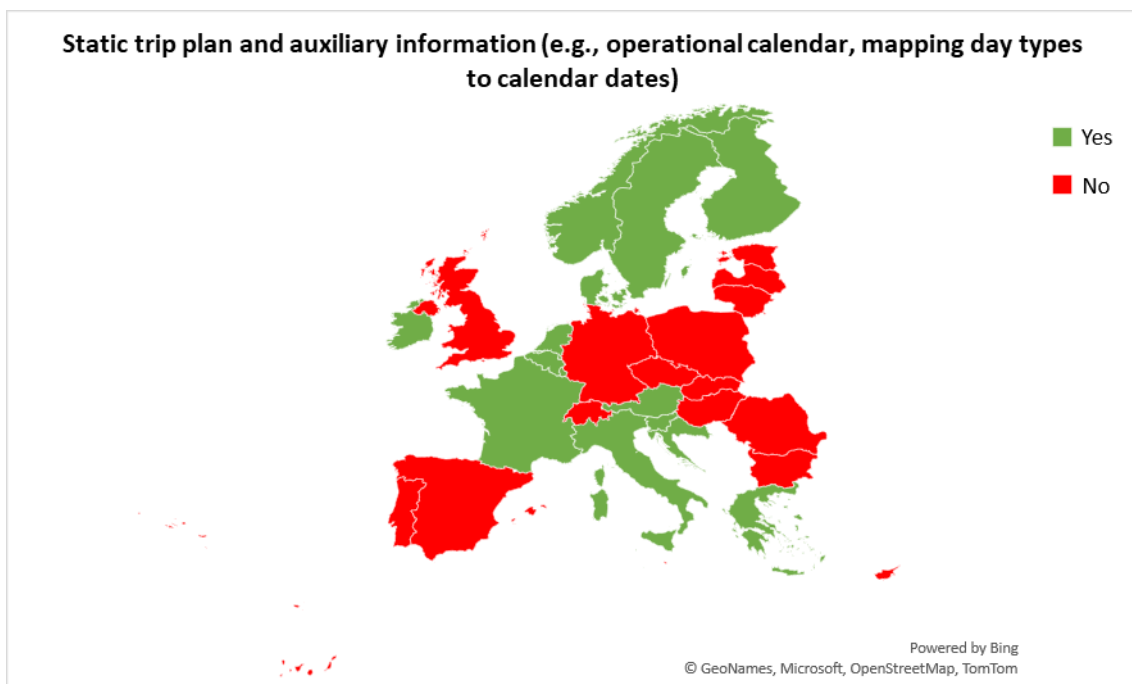 Static trip plan and auxiliary information (e.g., operational calendar, mapping day types
to calendar dates)
Yes
No
Powered by Bing
© GeoNames, Microsoft, OpenStreetMap, TomTom